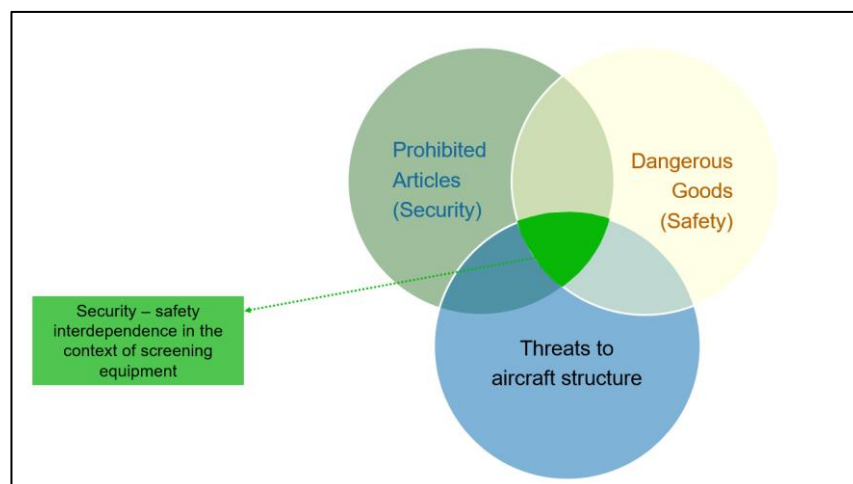 Prohibited
Articles
(Security)
Dangerous
Goods
(Safety)
Security – safety
interdependence in the
context of screening
equipment
Threats to
aircraft structure